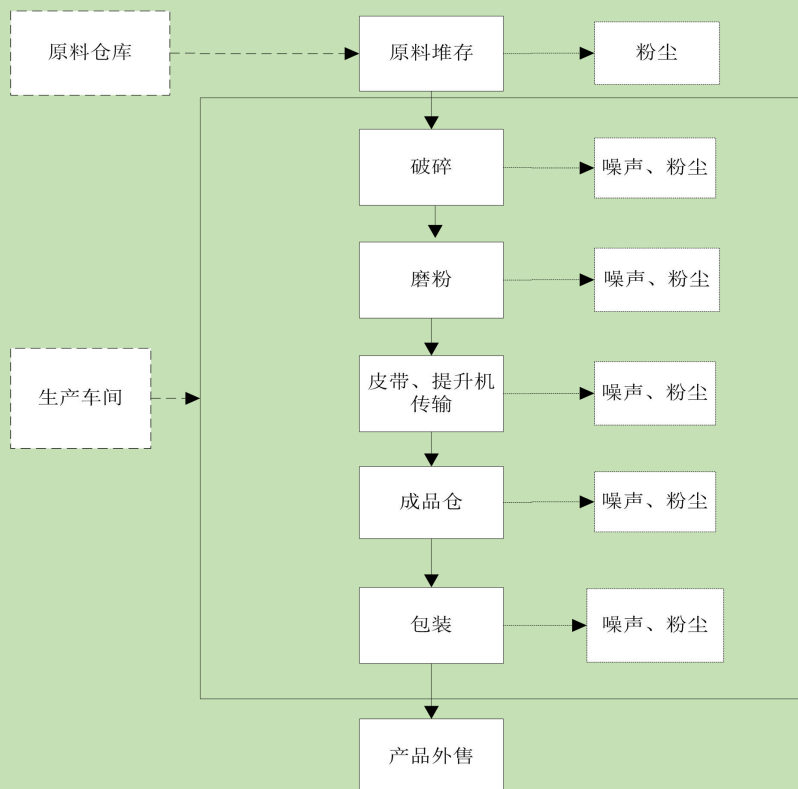 原料仓库
原料堆存
粉尘
破碎
噪声、粉尘
磨粉
噪声、粉尘
生产车间
皮带、提升机
传输
噪声、粉尘
成品仓
噪声、粉尘
包装
噪声、粉尘
产品外售